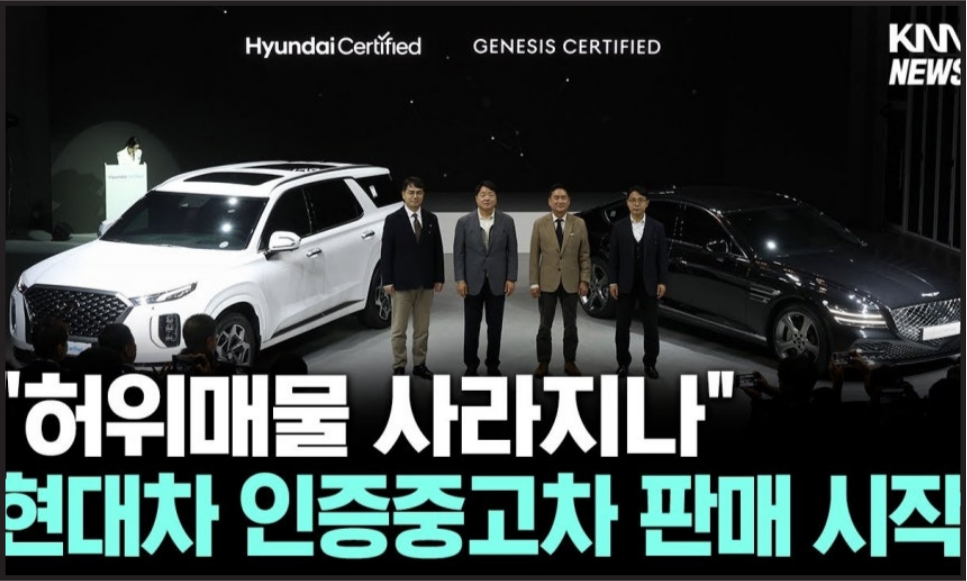 Hyundai Certified
GENESIS CERTIFIED
KNN
NEWS
"허위매물 사라지나"
현대차 인증중고차 판매 시작